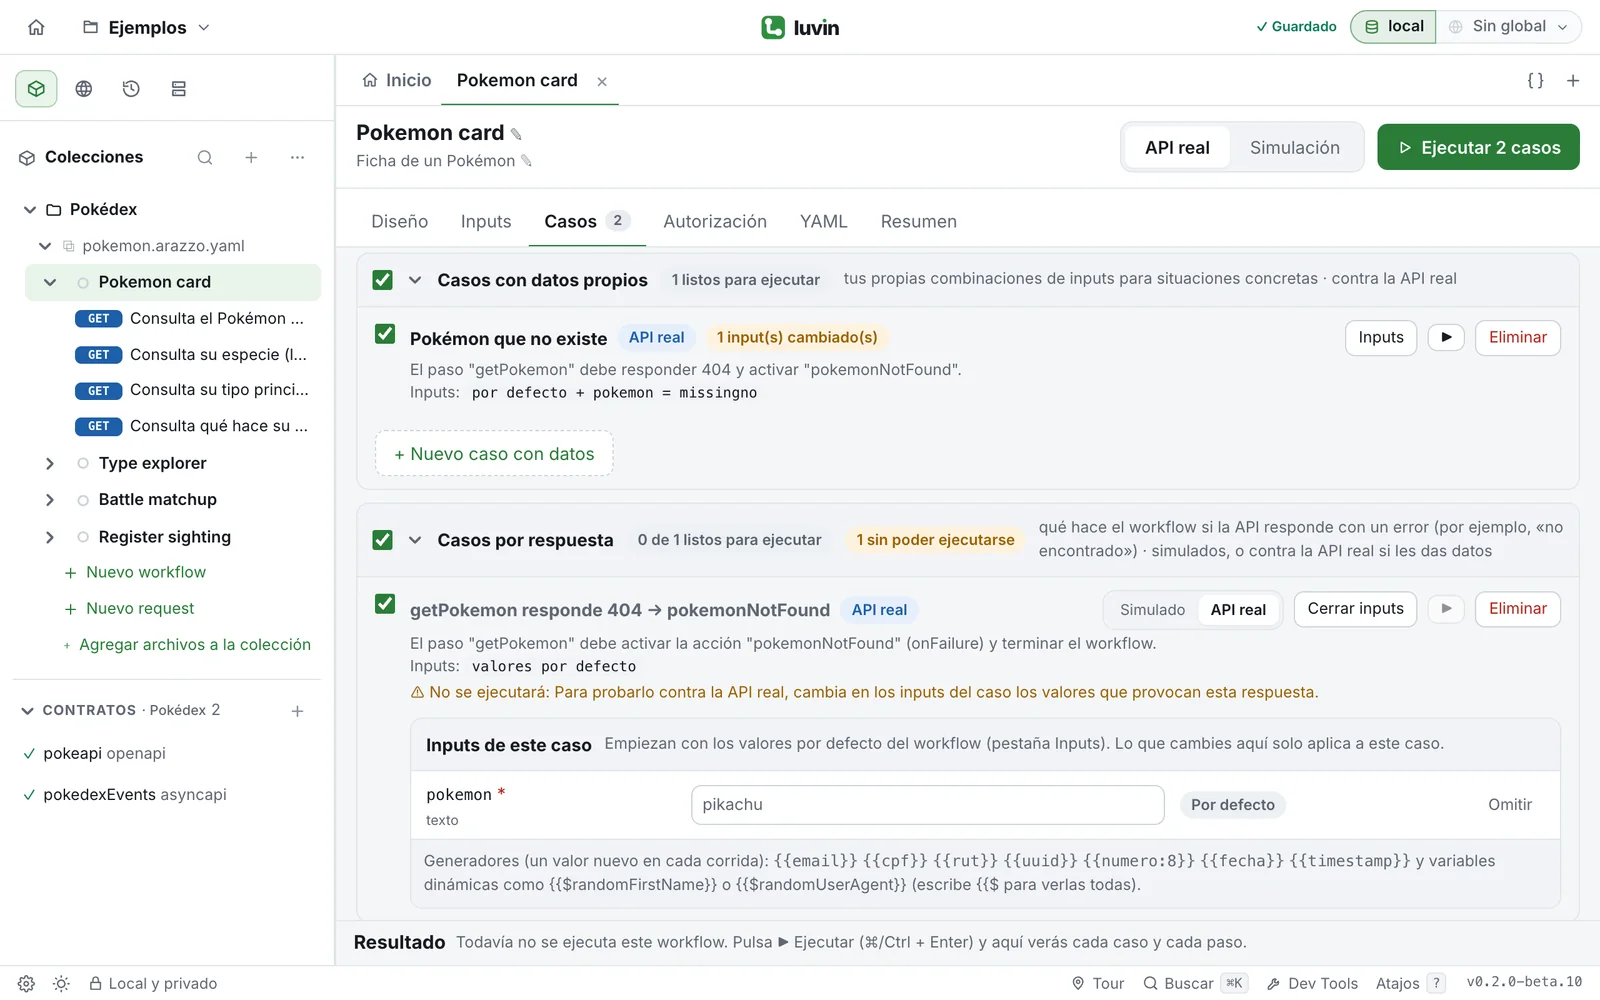 Ejemplos
luvin
Guardado
local
Sin global
Inicio
Pokemon card
Colecciones
Pokemon card
Ficha de un Pokémon
API real
Simulación
Ejecutar 2 casos
Pokédex
pokemon.arazzo.yaml
Pokemon card
GET Consulta el Pokémon ...
GET Consulta su especie (l...
GET Consulta su tipo princi...
GET Consulta qué hace su ...
Type explorer
Battle matchup
Register sighting
+ Nuevo workflow
+ Nuevo request
+ Agregar archivos a la colección
CONTRATOS · Pokédex 2
pokeapi openapi
pokedexEvents asyncapi
Diseño
Inputs
Casos 2
Autorización
YAML
Resumen
Casos con datos propios
1 listos para ejecutar
tus propias combinaciones de inputs para situaciones concretas · contra la API real
Pokémon que no existe
API real
1 input(s) cambiado(s)
Inputs
Eliminar
El paso "getPokemon" debe responder 404 y activar "pokemonNotFound".
Inputs: por defecto + pokemon = missingno
+ Nuevo caso con datos
Casos por respuesta
0 de 1 listos para ejecutar
1 sin poder ejecutarse
qué hace el workflow si la API responde con un error (por ejemplo, «no
encontrado») · simulados, o contra la API real si les das datos
getPokemon responde 404 → pokemonNotFound
API real
Simulado
API real
Cerrar inputs
Eliminar
El paso "getPokemon" debe activar la acción "pokemonNotFound" (onFailure) y terminar el workflow.
Inputs: valores por defecto
⚠ No se ejecutará: Para probarlo contra la API real, cambia en los inputs del caso los valores que provocan esta respuesta.
Inputs de este caso
Empiezan con los valores por defecto del workflow (pestaña Inputs). Lo que cambies aquí solo aplica a este caso.
pokemon *
texto
pikachu
Por defecto
Omitir
Generadores (un valor nuevo en cada corrida): {{email}} {{cpf}} {{rut}} {{uuid}} {{numero:8}} {{fecha}} {{timestamp}} y variables
dinámicas como {{$randomFirstName}} o {{$randomUserAgent}} (escribe {{$ para verlas todas).
Resultado
Todavía no se ejecuta este workflow. Pulsa ▶ Ejecutar (⌘/Ctrl + Enter) y aquí verás cada caso y cada paso.
Local y privado
Tour
Buscar ⌘K
Dev Tools
Atajos ?
v0.2.0-beta.10